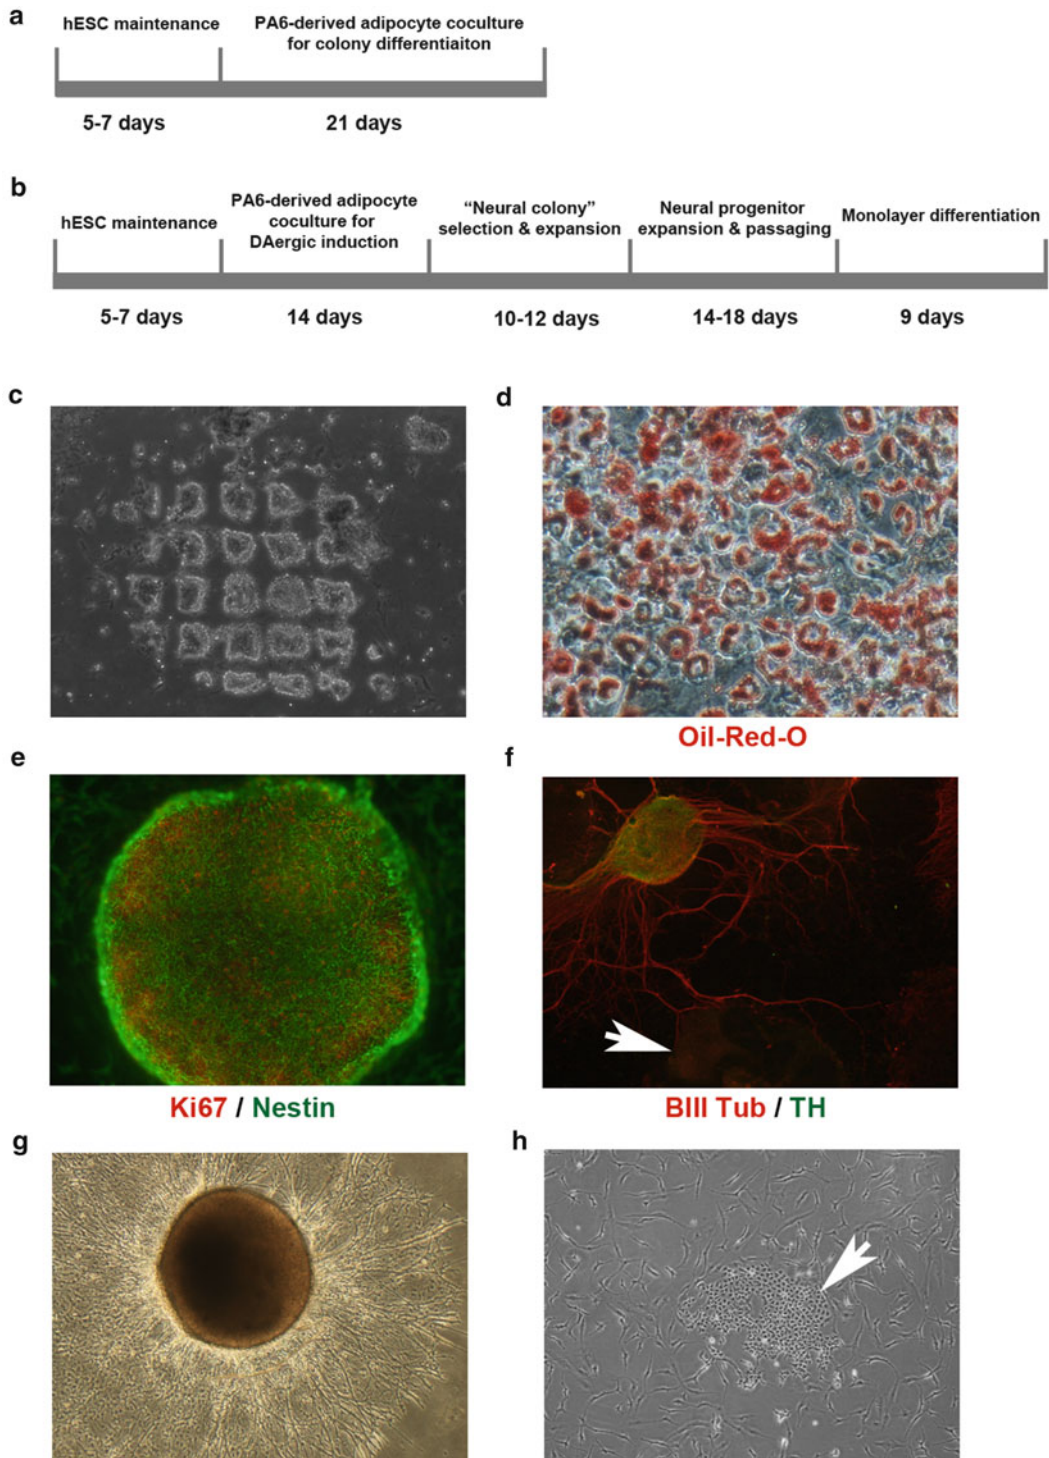 a
hESC maintenance
PA6-derived adipocyte coculture
for colony differentiaiton
5-7 days
21 days
b
hESC maintenance
PA6-derived adipocyte
coculture for
DAergic induction
“Neural colony”
selection & expansion
Neural progenitor
expansion & passaging
Monolayer differentiation
5-7 days
14 days
10-12 days
14-18 days
9 days
c
d
Oil-Red-O
e
f
Ki67 / Nestin
BIII Tub / TH
g
h